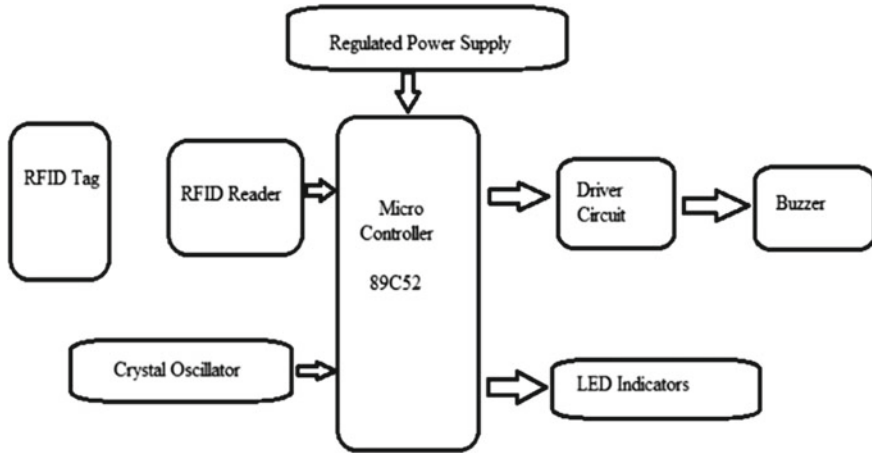 Regulated Power Supply
RFID Tag
RFID Reader
Micro
Controller
89C52
Driver
Circuit
Buzzer
Crystal Oscillator
LED Indicators